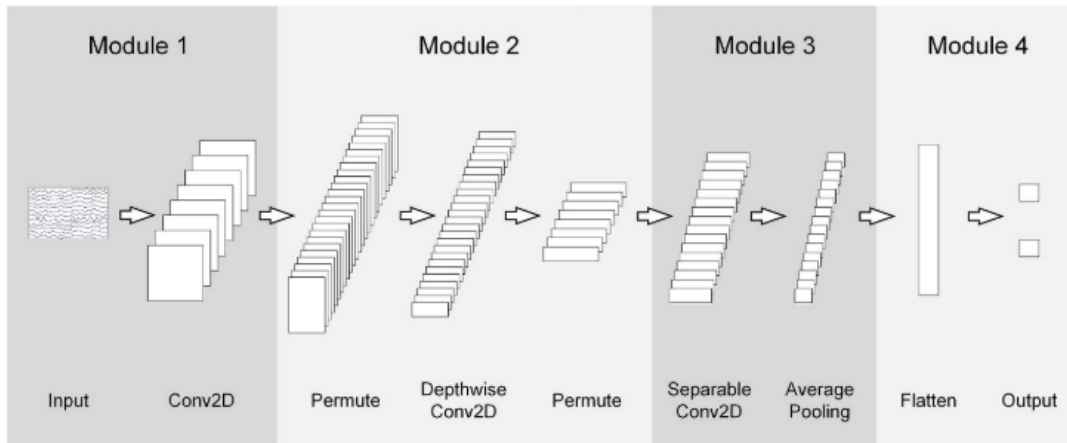 Module 1
Module 2
Module 3
Module 4
Input
Conv2D
Permute
Depthwise
Conv2D
Permute
Separable
Conv2D
Average
Pooling
Flatten
Output